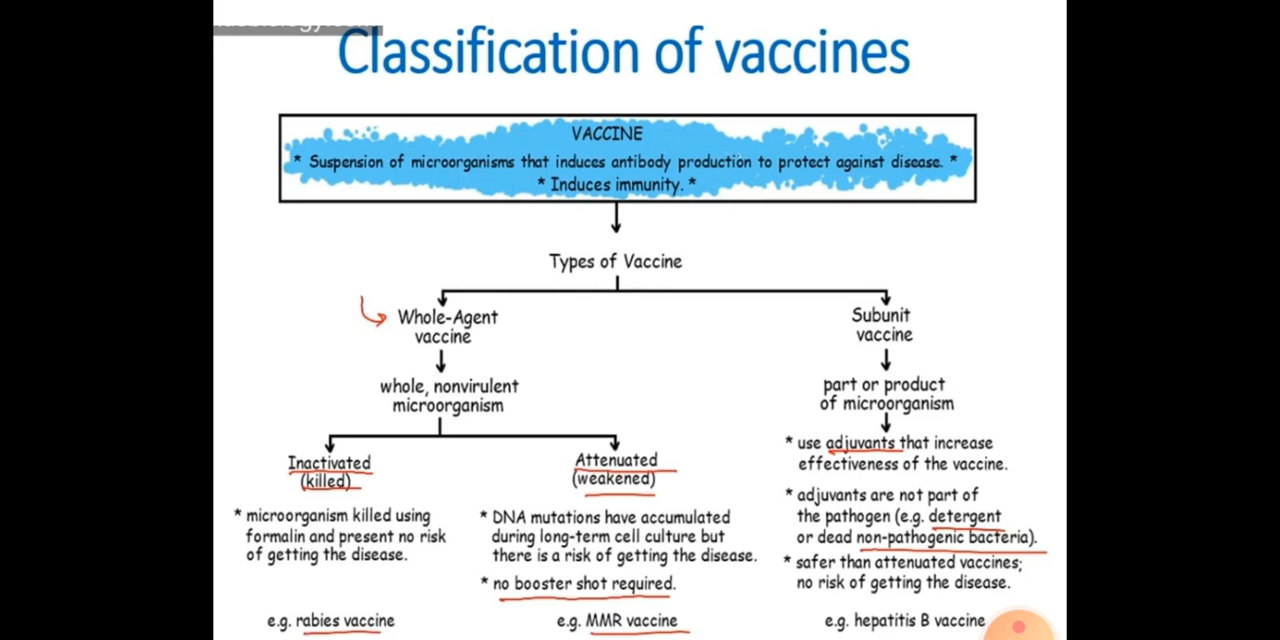 Classification of vaccines
VACCINE
* Suspension of microorganisms that induces antibody production to protect against disease. *
* Induces immunity. *
Types of Vaccine
Whole-Agent
vaccine
whole, nonvirulent
microorganism
Inactivated
(killed)
* microorganism killed using
formalin and present no risk
of getting the disease.
e.g. rabies vaccine
Attenuated
(weakened)
* DNA mutations have accumulated
during long-term cell culture but
there is a risk of getting the disease.
* no booster shot required.
e.g. MMR vaccine
Subunit
vaccine
part or product
of microorganism
* use adjuvants that increase
effectiveness of the vaccine.
* adjuvants are not part of
the pathogen (e.g. detergent
or dead non-pathogenic bacteria).
* safer than attenuated vaccines;
no risk of getting the disease.
e.g. hepatitis B vaccine